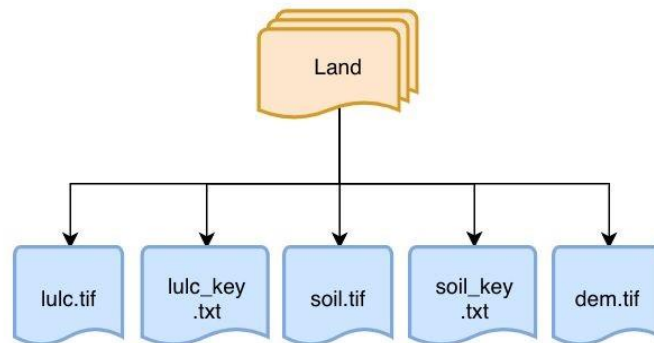 Land
lulc.tif
lulc_key
.txt
soil.tif
soil_key
.txt
dem.tif